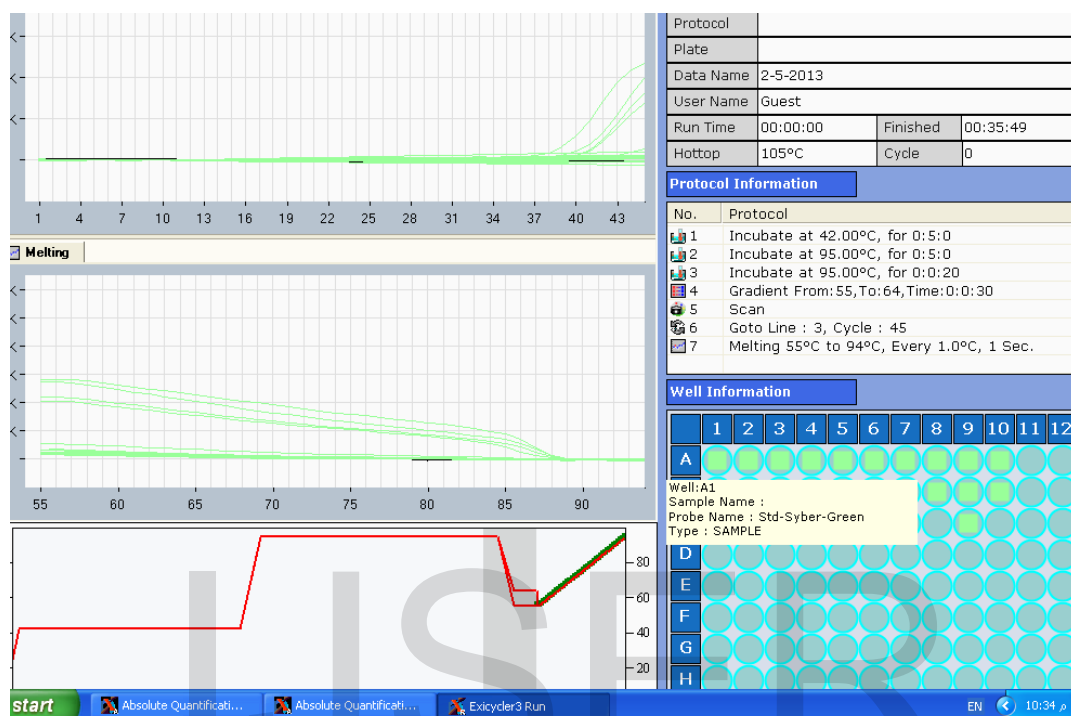 Protocol
Plate
Data Name 2-5-2013
User Name Guest
Run Time 00:00:00 Finished 00:35:49
Hottop 105ºC Cycle 0
Protocol Information
No. Protocol
1 Incubate at 42.00ºC, for 0:5:0
2 Incubate at 95.00ºC, for 0:5:0
3 Incubate at 95.00ºC, for 0:0:20
4 Gradient From:55,To:64,Time:0:0:30
5 Scan
6 Goto Line : 3, Cycle : 45
7 Melting 55ºC to 94ºC, Every 1.0ºC, 1 Sec.
1 4 7 10 13 16 19 22 25 28 31 34 37 40 43
Melting
55 60 65 70 75 80 85 90
80
60
40
20
Well Information
1 2 3 4 5 6 7 8 9 10 11 12
A
Well:A1
Sample Name :
Probe Name : Std-Syber-Green
Type : SAMPLE
D
E
F
G
H
IJSER
start Absolute Quantificati... Absolute Quantificati... Exicycler3 Run EN 10:34 م